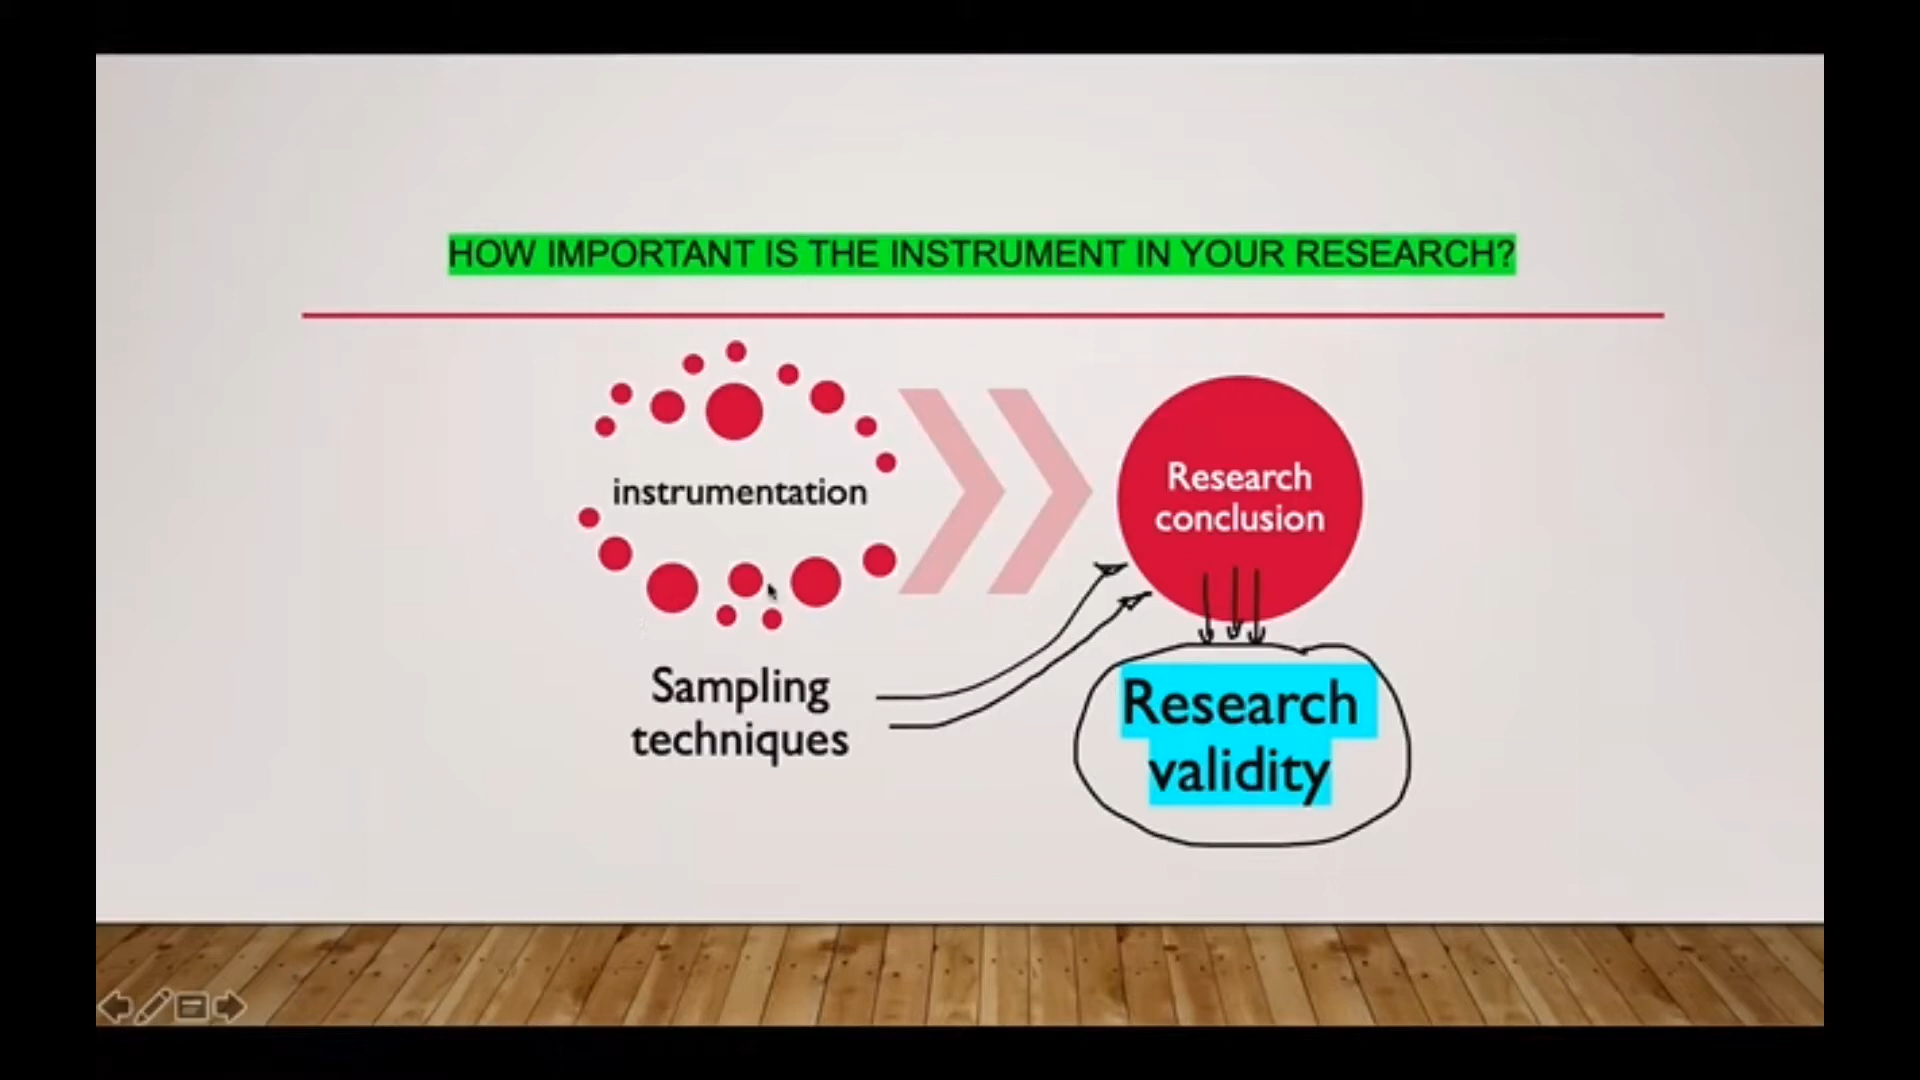 HOW IMPORTANT IS THE INSTRUMENT IN YOUR RESEARCH?
instrumentation
Research
conclusion
Sampling
techniques
Research
validity